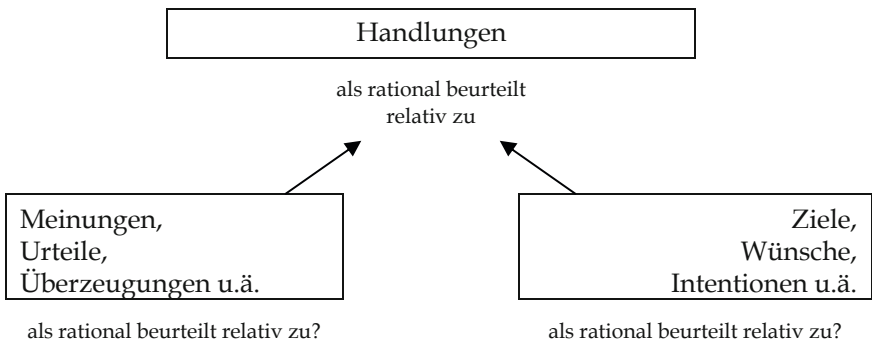 Handlungen
als rational beurteilt
relativ zu
Meinungen,
Urteile,
Überzeugungen u.ä.
Ziele,
Wünsche,
Intentionen u.ä.
als rational beurteilt relativ zu?
als rational beurteilt relativ zu?